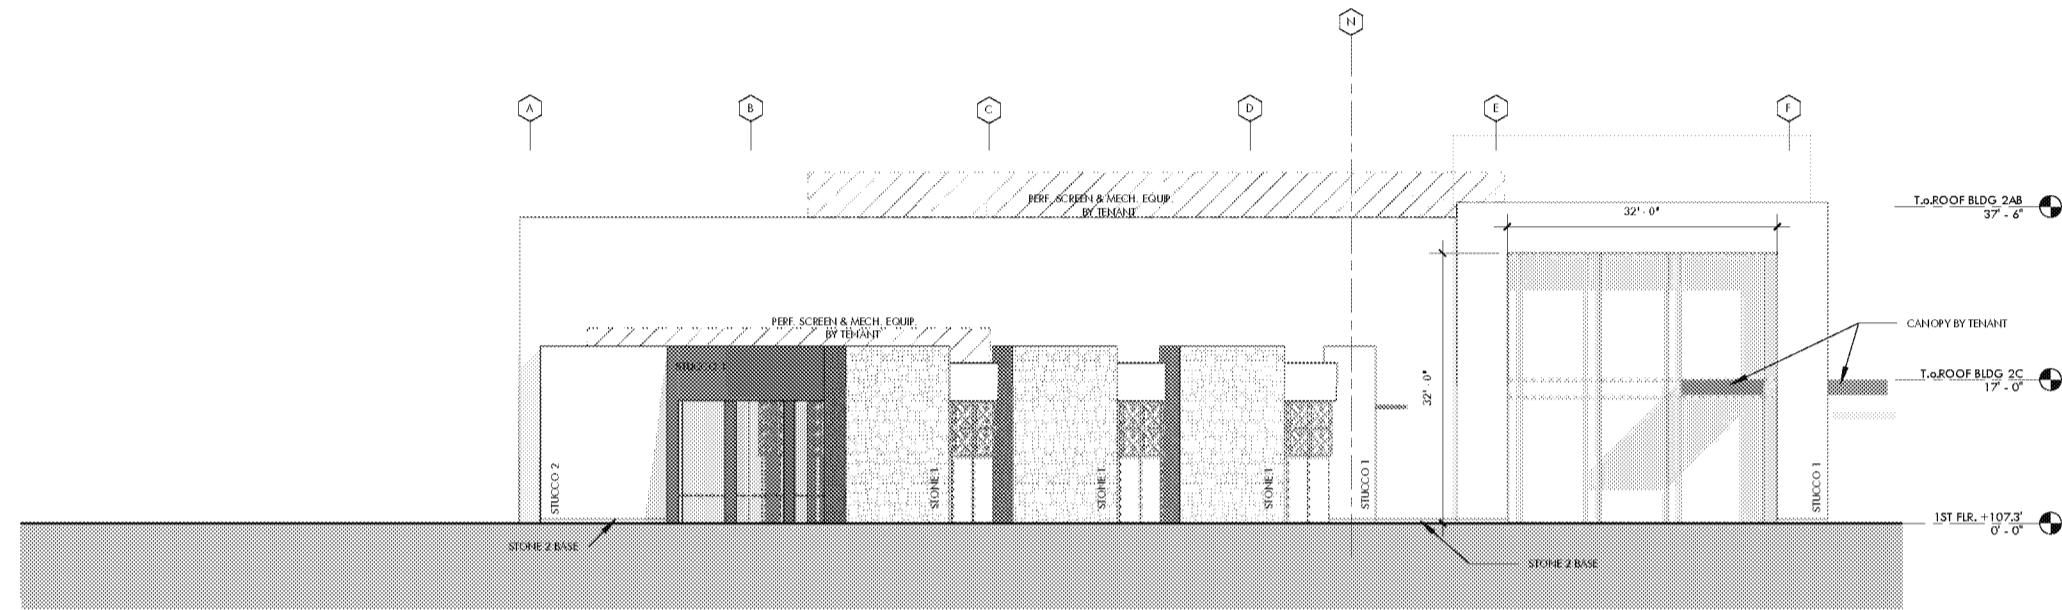 N
A
B
C
D
E
F
PERF. SCREEN & MECH. EQUIP.
BY TENANT
T.o.ROOF BLDG 2AB
37' - 6"
32' - 0"
PERF. SCREEN & MECH. EQUIP.
BY TENANT
CANOPY BY TENANT
STUCCO 1
T.o.ROOF BLDG 2C
17' - 0"
32' - 0"
STUCCO 2
STONE 1
STONE 1
STONE 1
STUCCO 1
STUCCO 1
1ST FLR. +107.3'
0' - 0"
STONE 2 BASE
STONE 2 BASE